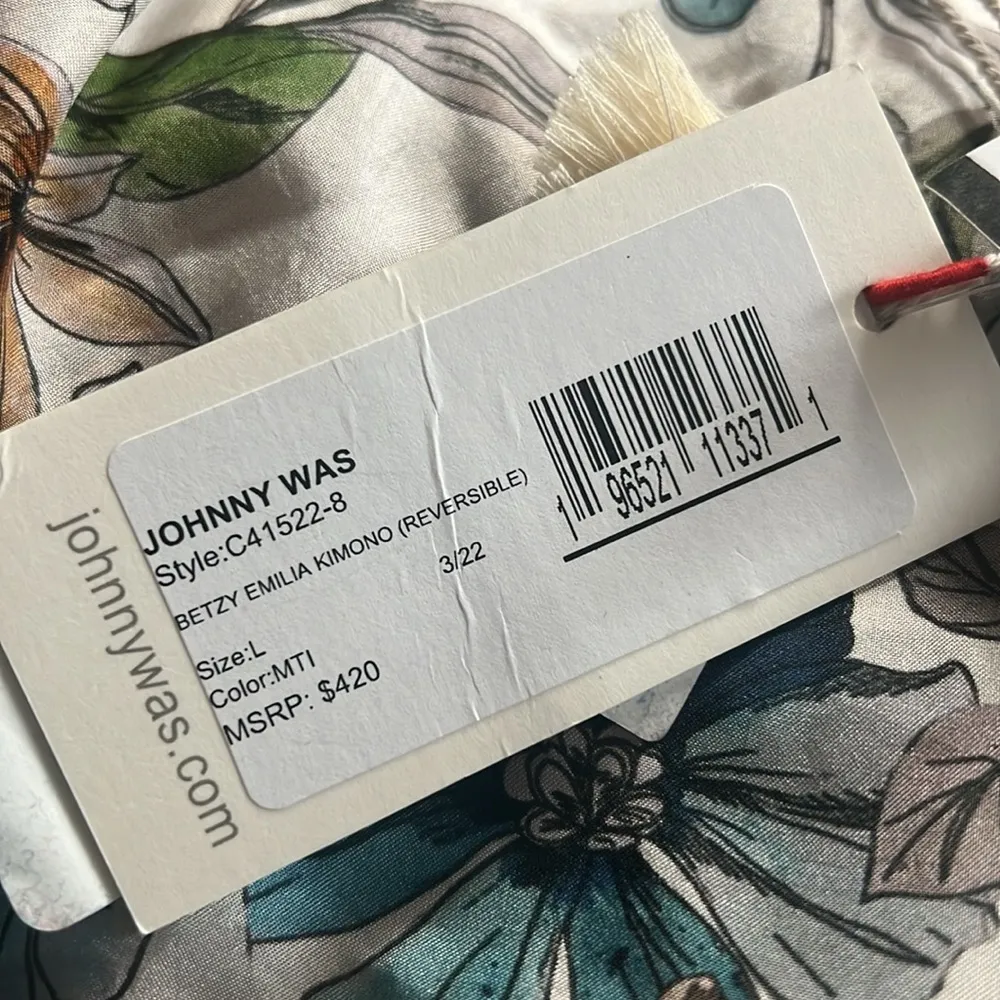 JOHNNY WAS
Style:C41522-8
BETZY EMILIA KIMONO (REVERSIBLE)
3/22
Size:L
Color:MTI
MSRP: $420
1 96521 11337 1
johnnywas.com